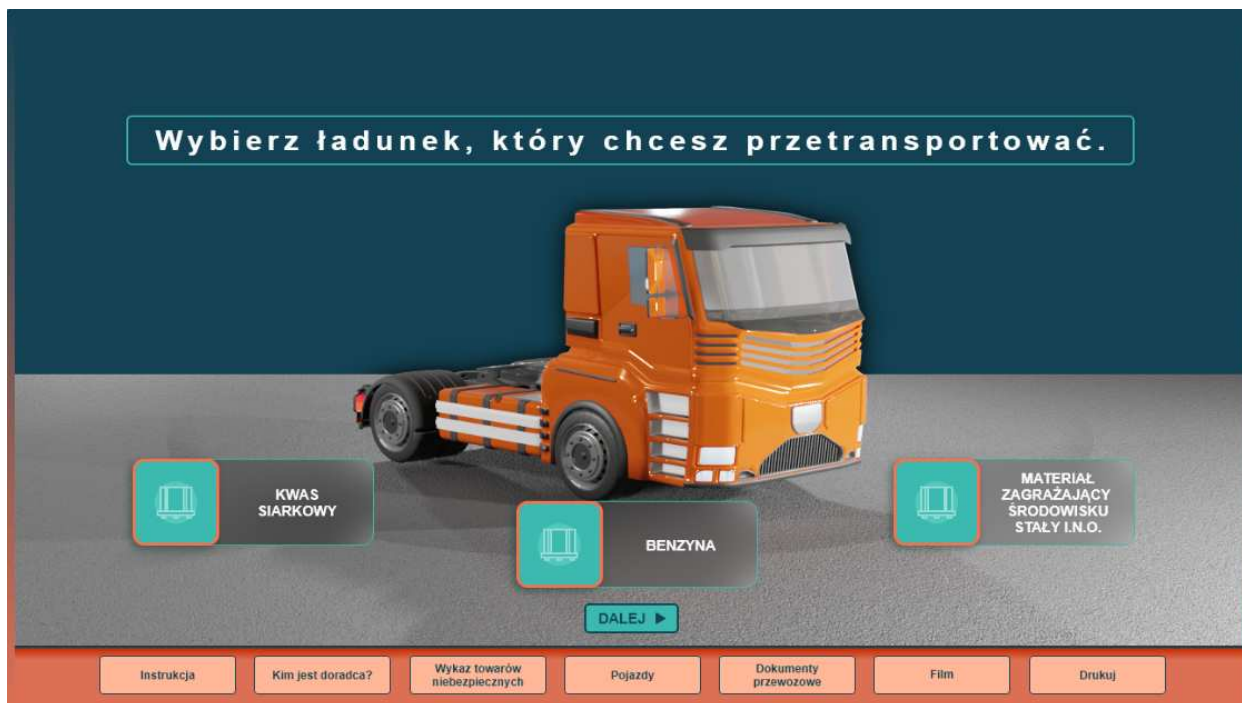 Wybierz ładunek, który chcesz przetransportować.
KWAS
SIARKOWY
BENZYNA
MATERIAŁ
ZAGRAŻAJĄCY
ŚRODOWISKU
STAŁY I.N.O.
DALEJ
Instrukcja
Kim jest doradca?
Wykaz towarów
niebezpiecznych
Pojazdy
Dokumenty
przewozowe
Film
Drukuj